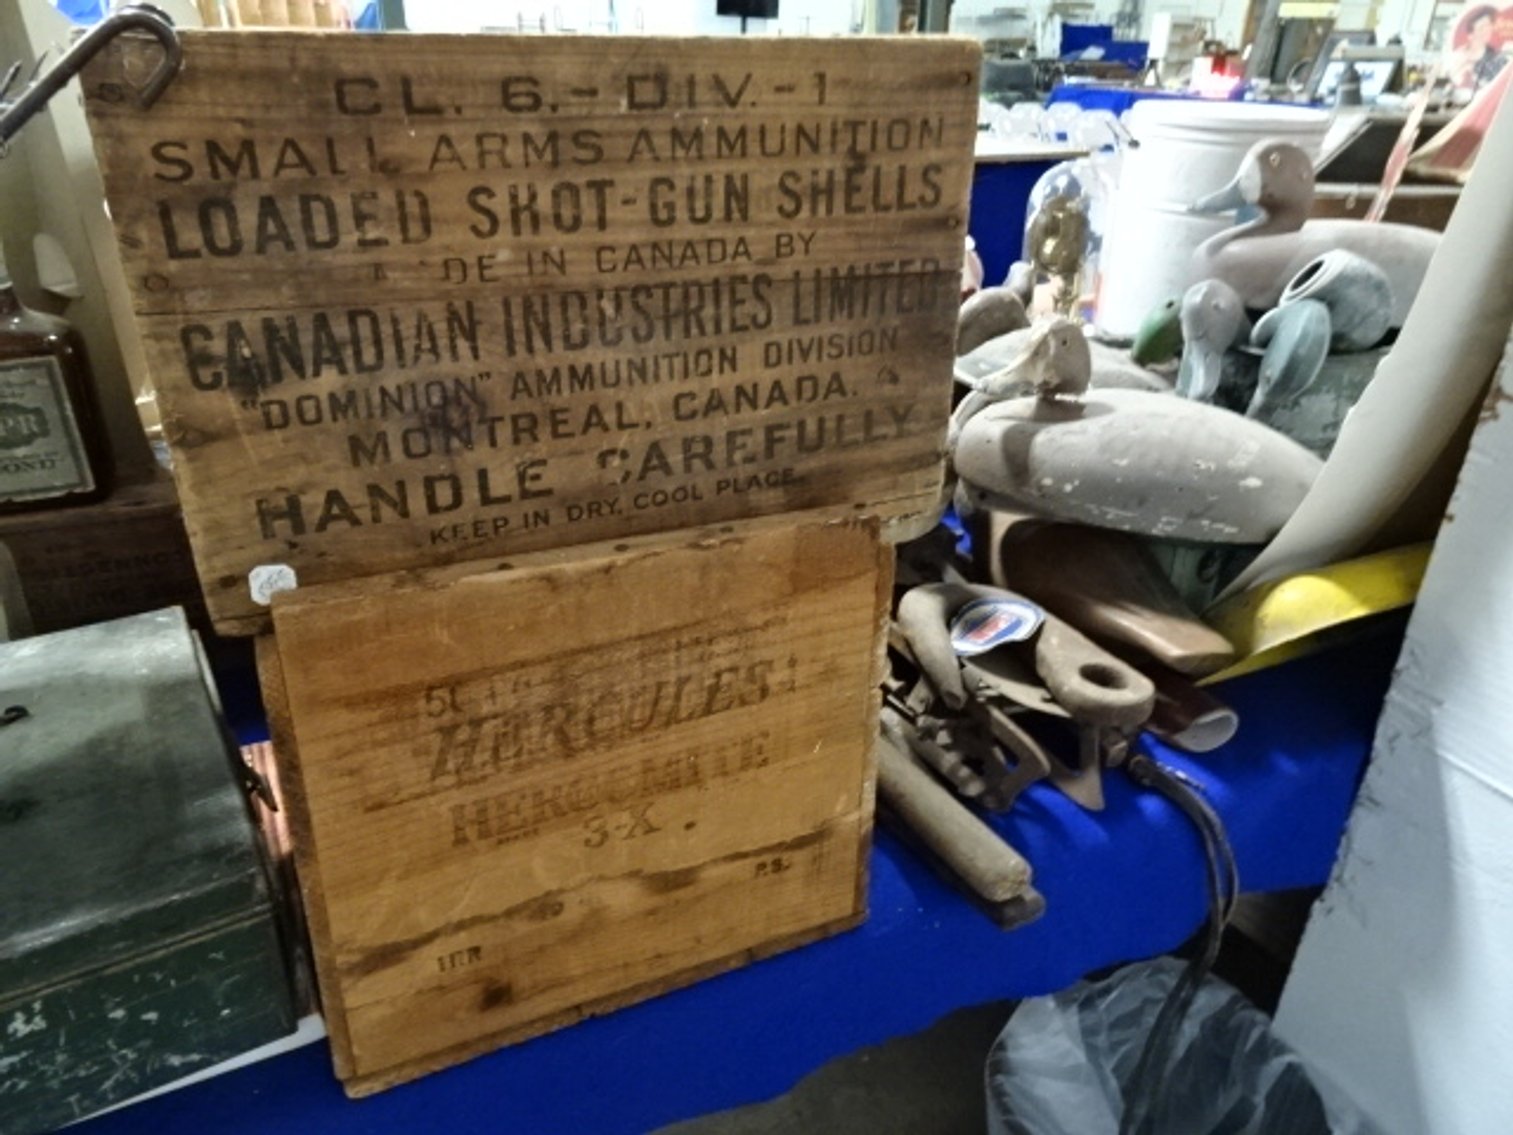 CL. 6.-DIV.-1
SMALL ARMS AMMUNITION
LOADED SHOT-GUN SHELLS
DE IN CANADA BY
CANADIAN INDUSTRIES LIMITED
"DOMINION" AMMUNITION DIVISION
MONTREAL, CANADA.
HANDLE CAREFULLY
KEEP IN DRY, COOL PLACE.
HERCULES
HERCOMITE
3-X
P.S.